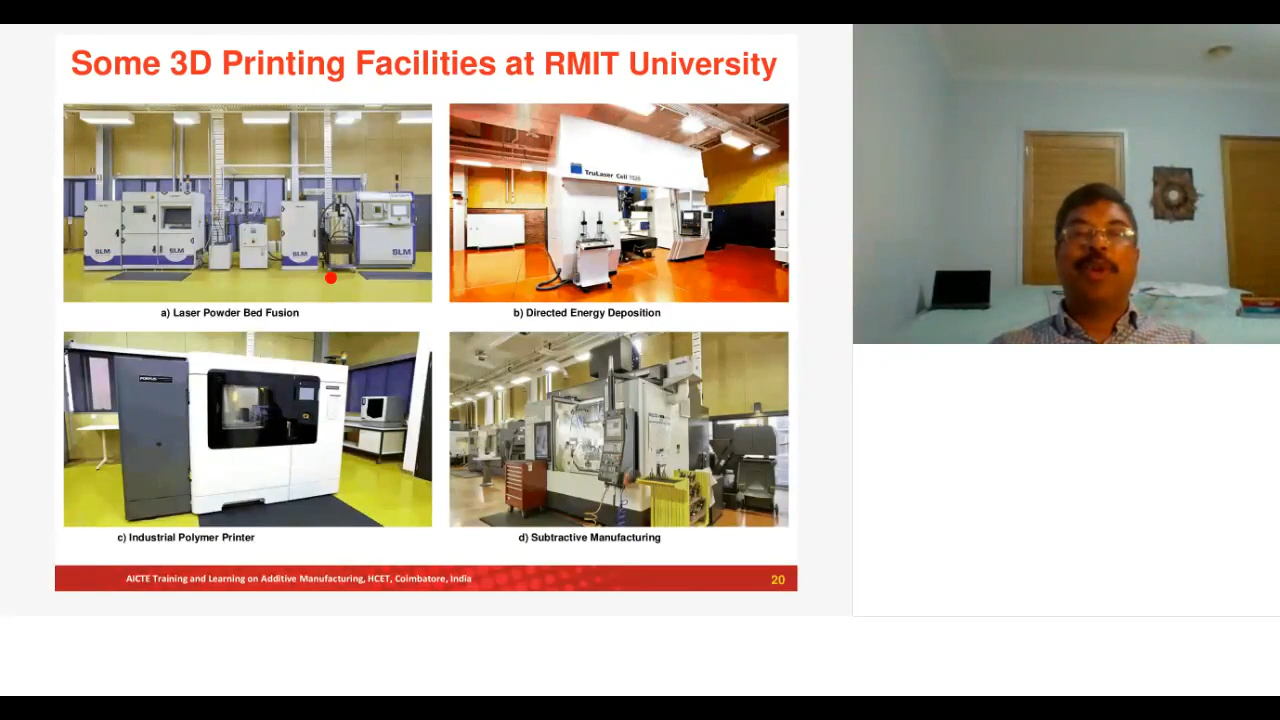 Some 3D Printing Facilities at RMIT University
SLM
SLM
SLM
SLM
TruLaser Cell
a) Laser Powder Bed Fusion
b) Directed Energy Deposition
FORTUS
c) Industrial Polymer Printer
d) Subtractive Manufacturing
AICTE Training and Learning on Additive Manufacturing, HCET, Coimbatore, India
20